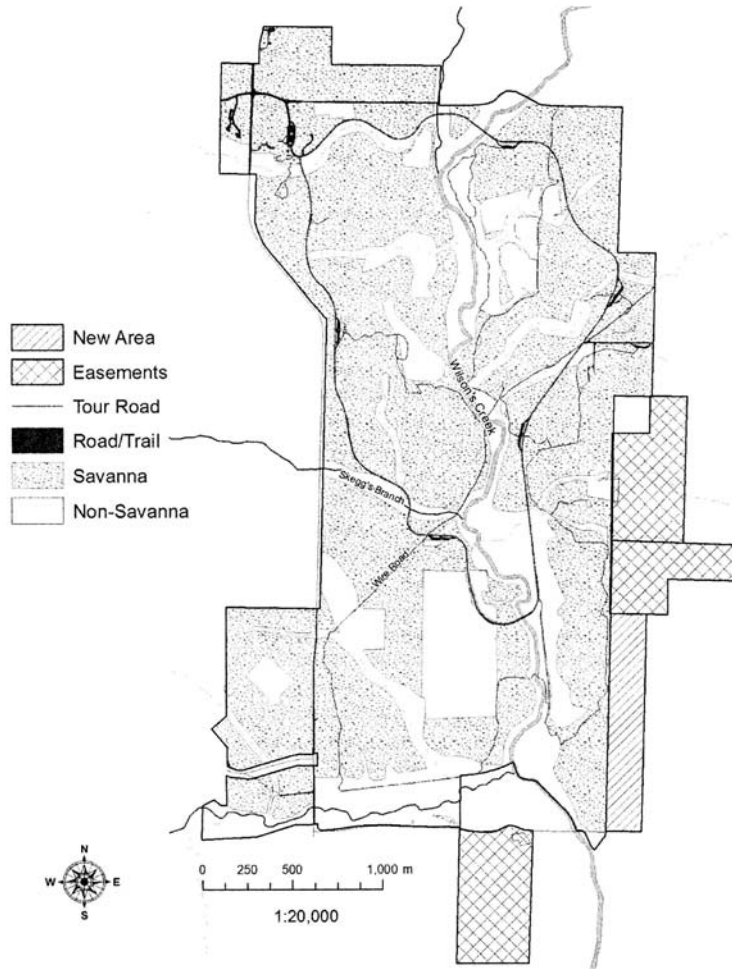 New Area
Easements
Tour Road
Road/Trail
Savanna
Non-Savanna
Wilson's Creek
Skegg's Branch
Wire Road
N
W E
S
0 250 500 1,000 m
1:20,000